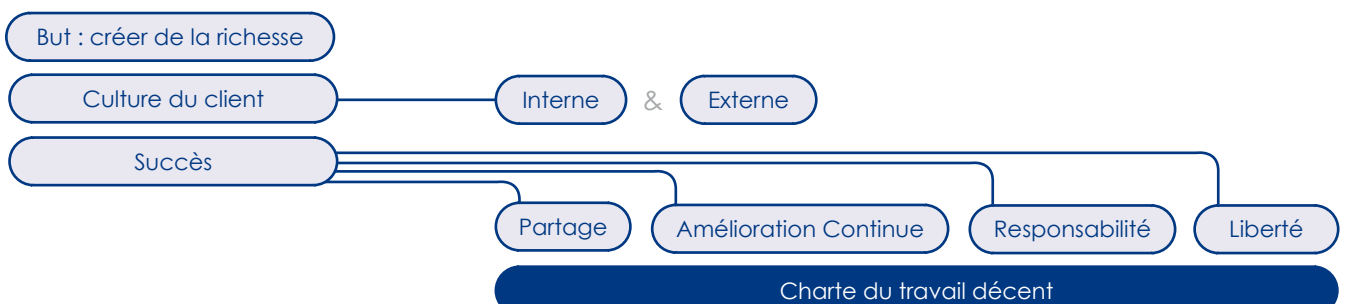 But : créer de la richesse
Culture du client
Interne & Externe
Succès
Partage
Amélioration Continue
Responsabilité
Liberté
Charte du travail décent